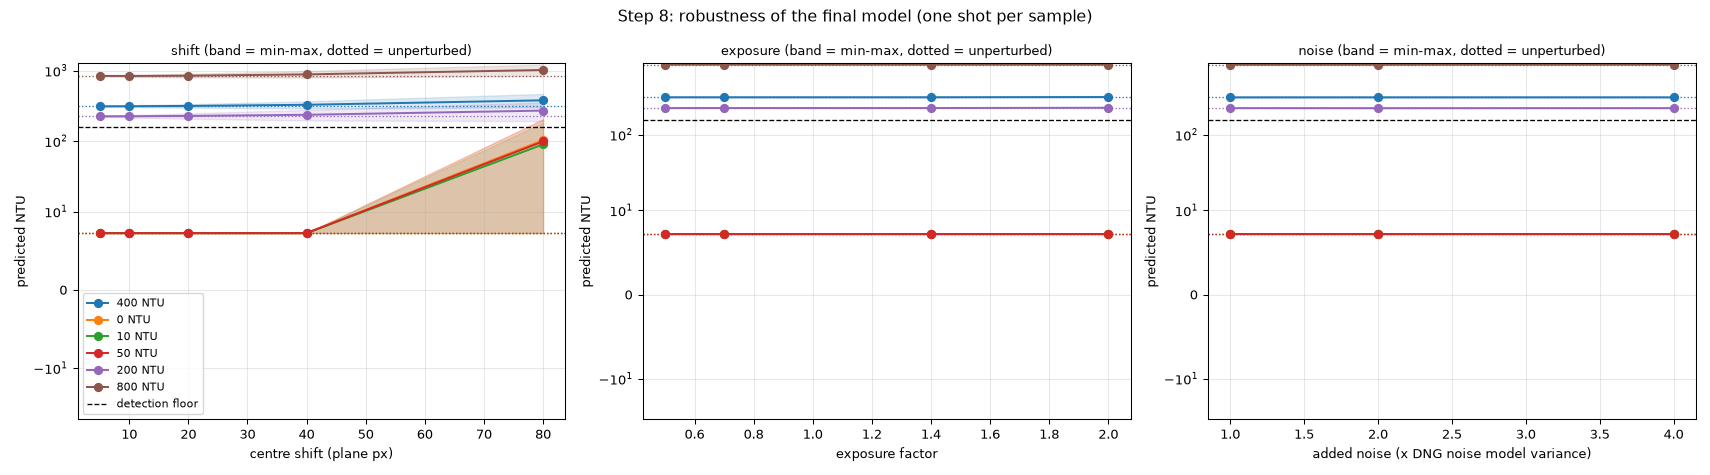 Step 8: robustness of the final model (one shot per sample)
shift (band = min-max, dotted = unperturbed)
10³
10²
10¹
0
−10¹
predicted NTU
400 NTU
0 NTU
10 NTU
50 NTU
200 NTU
800 NTU
detection floor
10 20 30 40 50 60 70 80
centre shift (plane px)
exposure (band = min-max, dotted = unperturbed)
10²
10¹
0
−10¹
predicted NTU
0.6 0.8 1.0 1.2 1.4 1.6 1.8 2.0
exposure factor
noise (band = min-max, dotted = unperturbed)
10²
10¹
0
−10¹
predicted NTU
1.0 1.5 2.0 2.5 3.0 3.5 4.0
added noise (x DNG noise model variance)